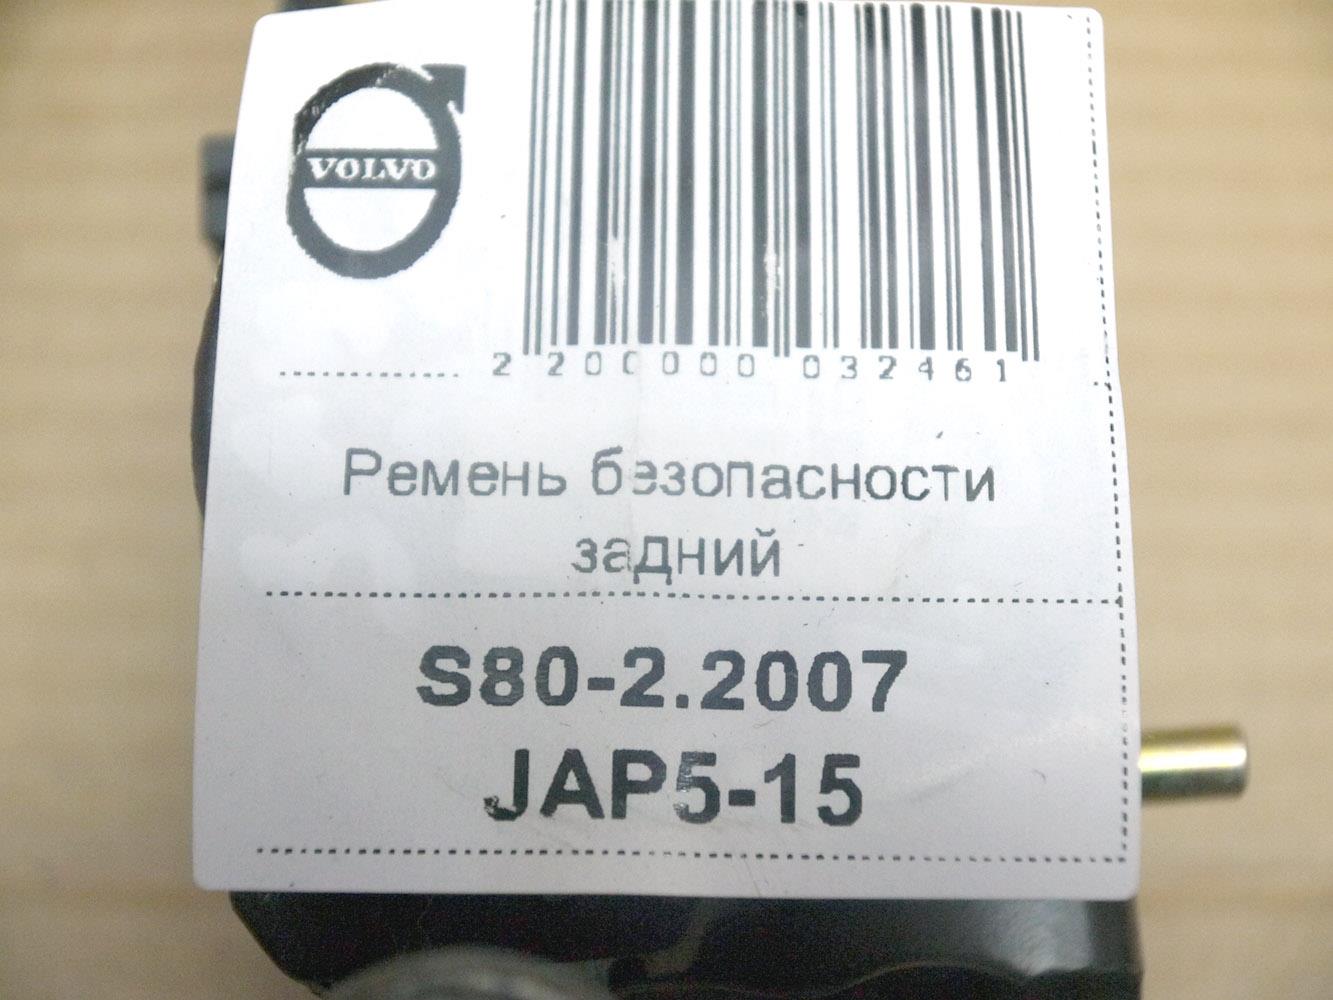 VOLVO
2 200000 032461
Ремень безопасности
задний
S80-2.2007
JAP5-15